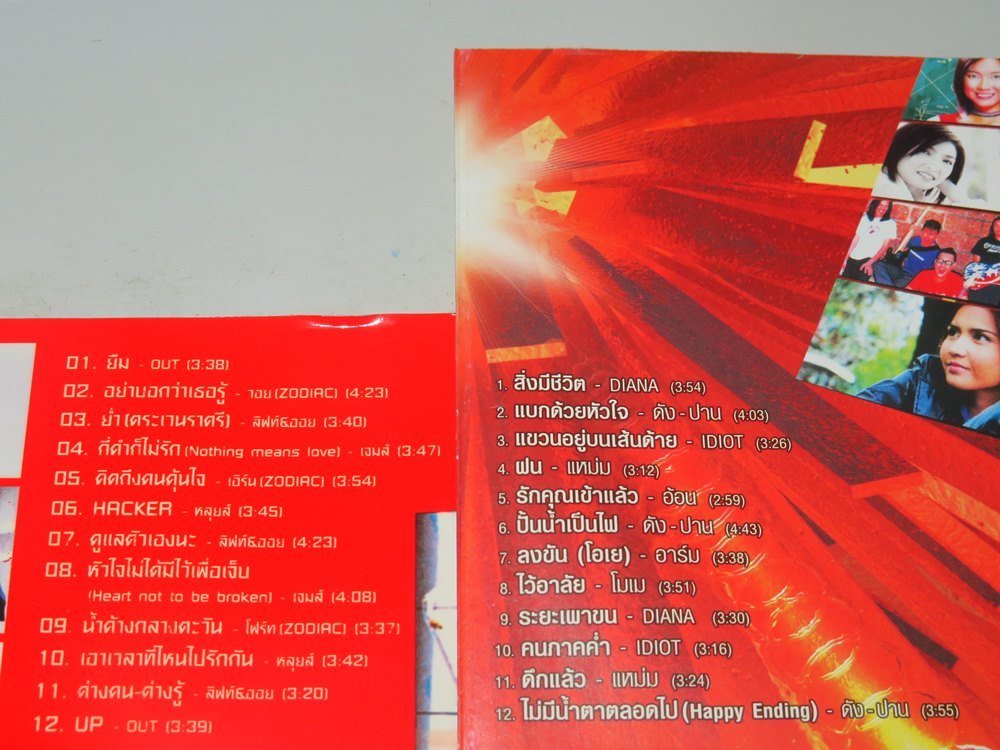 01. ยืม - OUT (3:38)
02. อย่าบอกว่าเธอรู้ - วอย (ZODIAC) (4:23)
03. ย่ำ (ตระเวนราตรี) - ลิฟท์&ออย (3:40)
04. กี่คำก็ไม่รัก (Nothing means love) - เจมส์ (3:47)
05. คิดถึงคนคุ้นใจ - เอิร์น (ZODIAC) (3:54)
06. HACKER - หลุยส์ (3:45)
07. ดูแลตัวเองนะ - ลิฟท์&ออย (4:23)
08. หัวใจไม่ได้มีไว้เพื่อเจ็บ
(Heart not to be broken) - เจมส์ (4:08)
09. น้ำค้างกลางตะวัน - โฟร์ท (ZODIAC) (3:37)
10. เอาเวลาที่ไหนไปรักกัน - หลุยส์ (3:42)
11. ต่างคน-ต่างรู้ - ลิฟท์&ออย (3:20)
12. UP - OUT (3:39)
1. สิ่งมีชีวิต - DIANA (3:54)
2. แบกด้วยหัวใจ - ดัง - ปาน (4:03)
3. แขวนอยู่บนเส้นด้าย - IDIOT (3:26)
4. ฝน - แหม่ม (3:12)
5. รักคุณเข้าแล้ว - อ้อน (2:59)
6. ปั้นน้ำเป็นไฟ - ดัง - ปาน (4:43)
7. ลงขัน (โอเย) - อาร์ม (3:38)
8. ไว้อาลัย - โมเม (3:51)
9. ระยะเผาขน - DIANA (3:30)
10. คนภาคค่ำ - IDIOT (3:16)
11. ดึกแล้ว - แหม่ม (3:24)
12. ไม่มีน้ำตาตลอดไป (Happy Ending) - ดัง - ปาน (3:55)